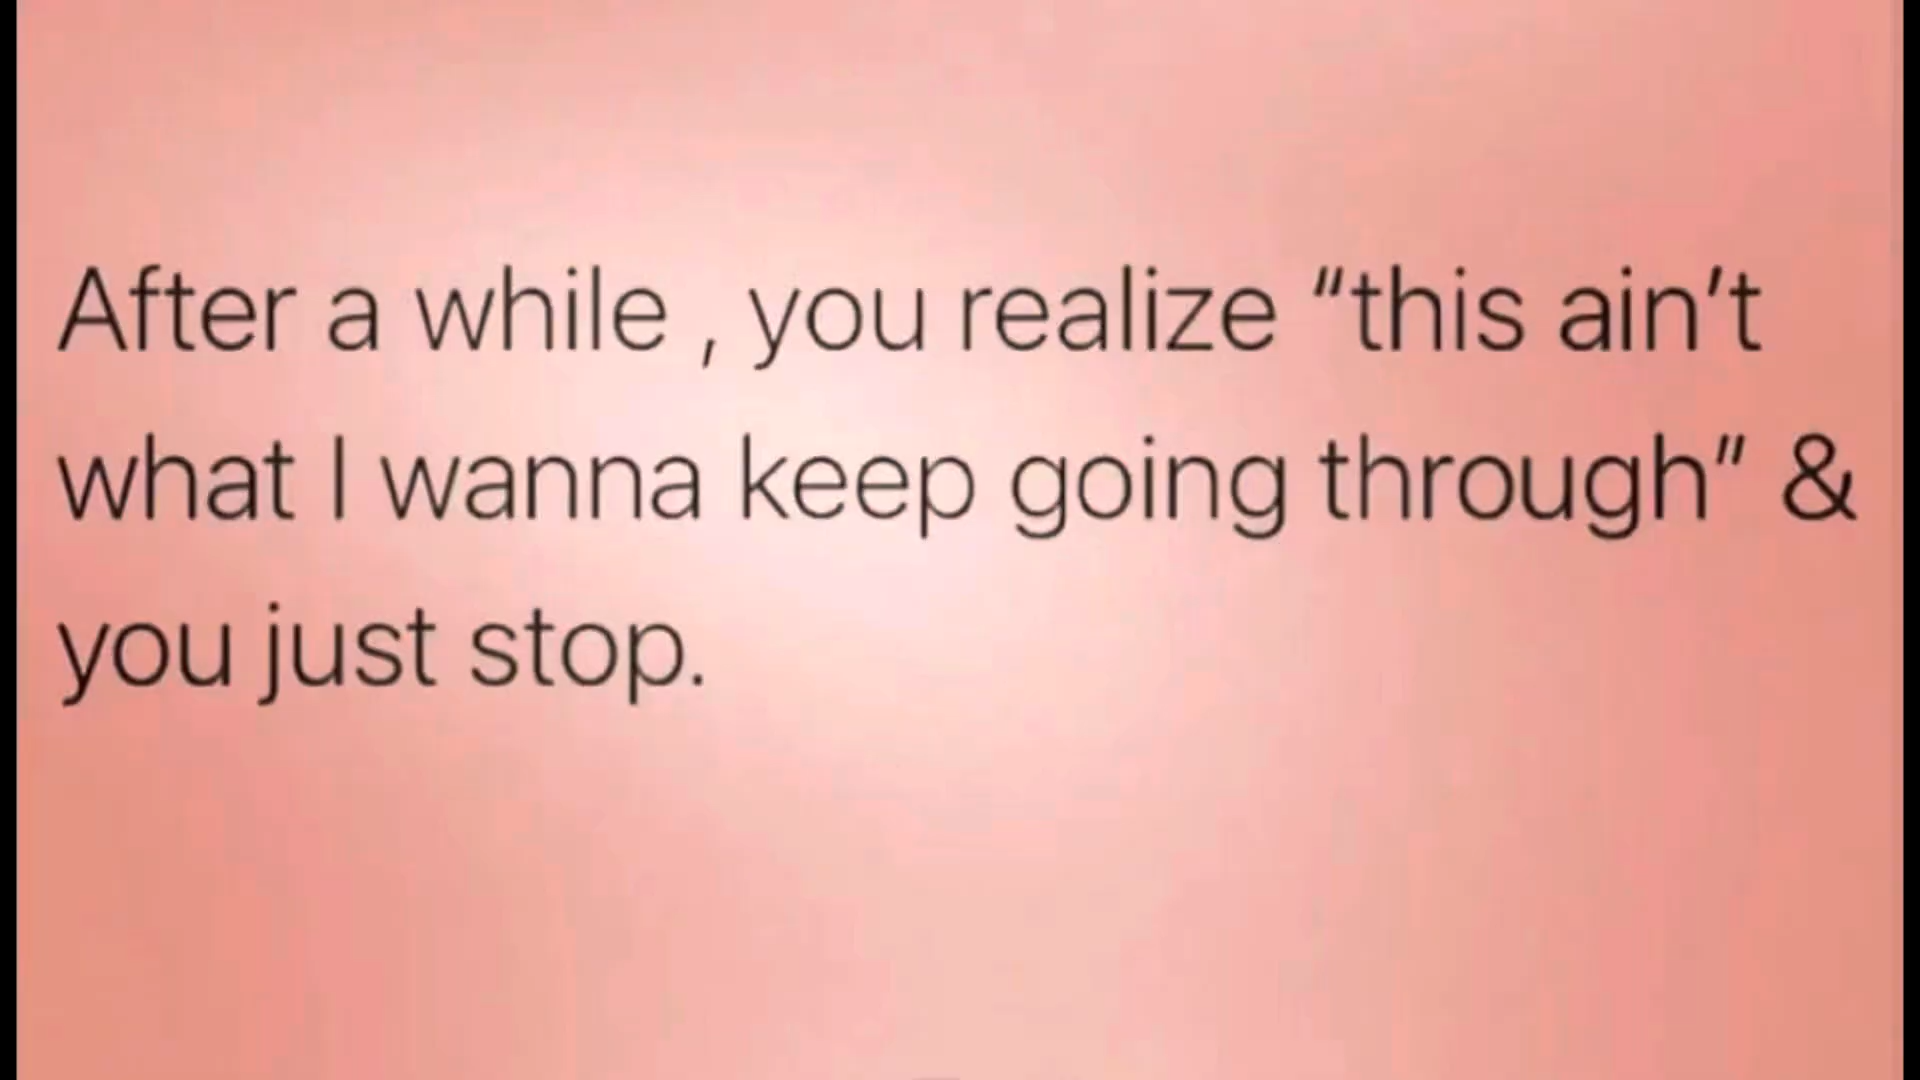 After a while , you realize “this ain’t
what I wanna keep going through” &
you just stop.